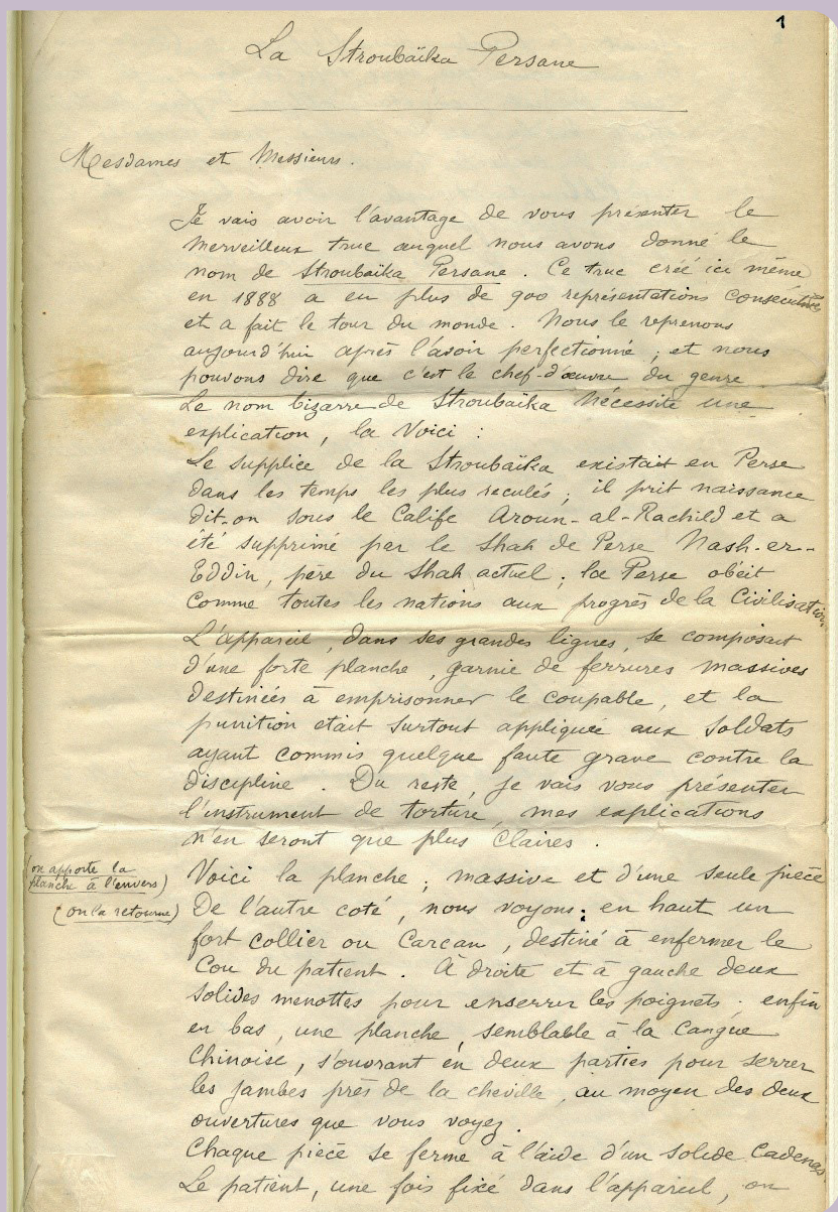 1
La Stroubaïka Persane
Mesdames et Messieurs.
Je vais avoir l'avantage de vous présenter le
merveilleux truc auquel nous avons donné le
nom de Stroubaïka Persane. Ce truc créé ici même
en 1888 a eu plus de 900 représentations consécutives
et a fait le tour du monde. Nous le reprenons
aujourd'hui après l'avoir perfectionné, et nous
pouvons dire que c'est le chef-d'œuvre du genre.
Le nom bizarre de Stroubaïka nécessite une
explication, la voici :
Le supplice de la Stroubaïka existait en Perse
dans les temps les plus reculés ; il prit naissance
dit-on sous le Calife Aroun-al-Rachild et a
été supprimé par le Shah de Perse Nash-er-
Eddin, père du Shah actuel ; la Perse obéit
comme toutes les nations aux progrès de la Civilisation
L'appareil, dans ses grandes lignes, se composait
d'une forte planche, garnie de ferrures massives
destinées à emprisonner le coupable, et la
punition etait surtout appliquée aux soldats
ayant commis quelque faute grave contre la
discipline. Du reste, je vais vous présenter
l'instrument de torture, mes explications
n'en seront que plus claires.
(on apporte la
planche à l'envers)
Voici la planche ; massive et d'une seule pièce
(on la retourne)
De l'autre coté, nous voyons : en haut un
fort collier ou Carcan, destiné à enfermer le
Cou du patient. À droite et à gauche deux
solides menottes pour enserrer les poignets ; enfin
en bas, une planche, semblable à la Cangue
Chinoise, s'ouvrant en deux parties pour serrer
les jambes près de la cheville, au moyen des deux
ouvertures que vous voyez.
Chaque pièce se ferme à l'aide d'un solide Cadenas.
Le patient, une fois fixé dans l'appareil, on